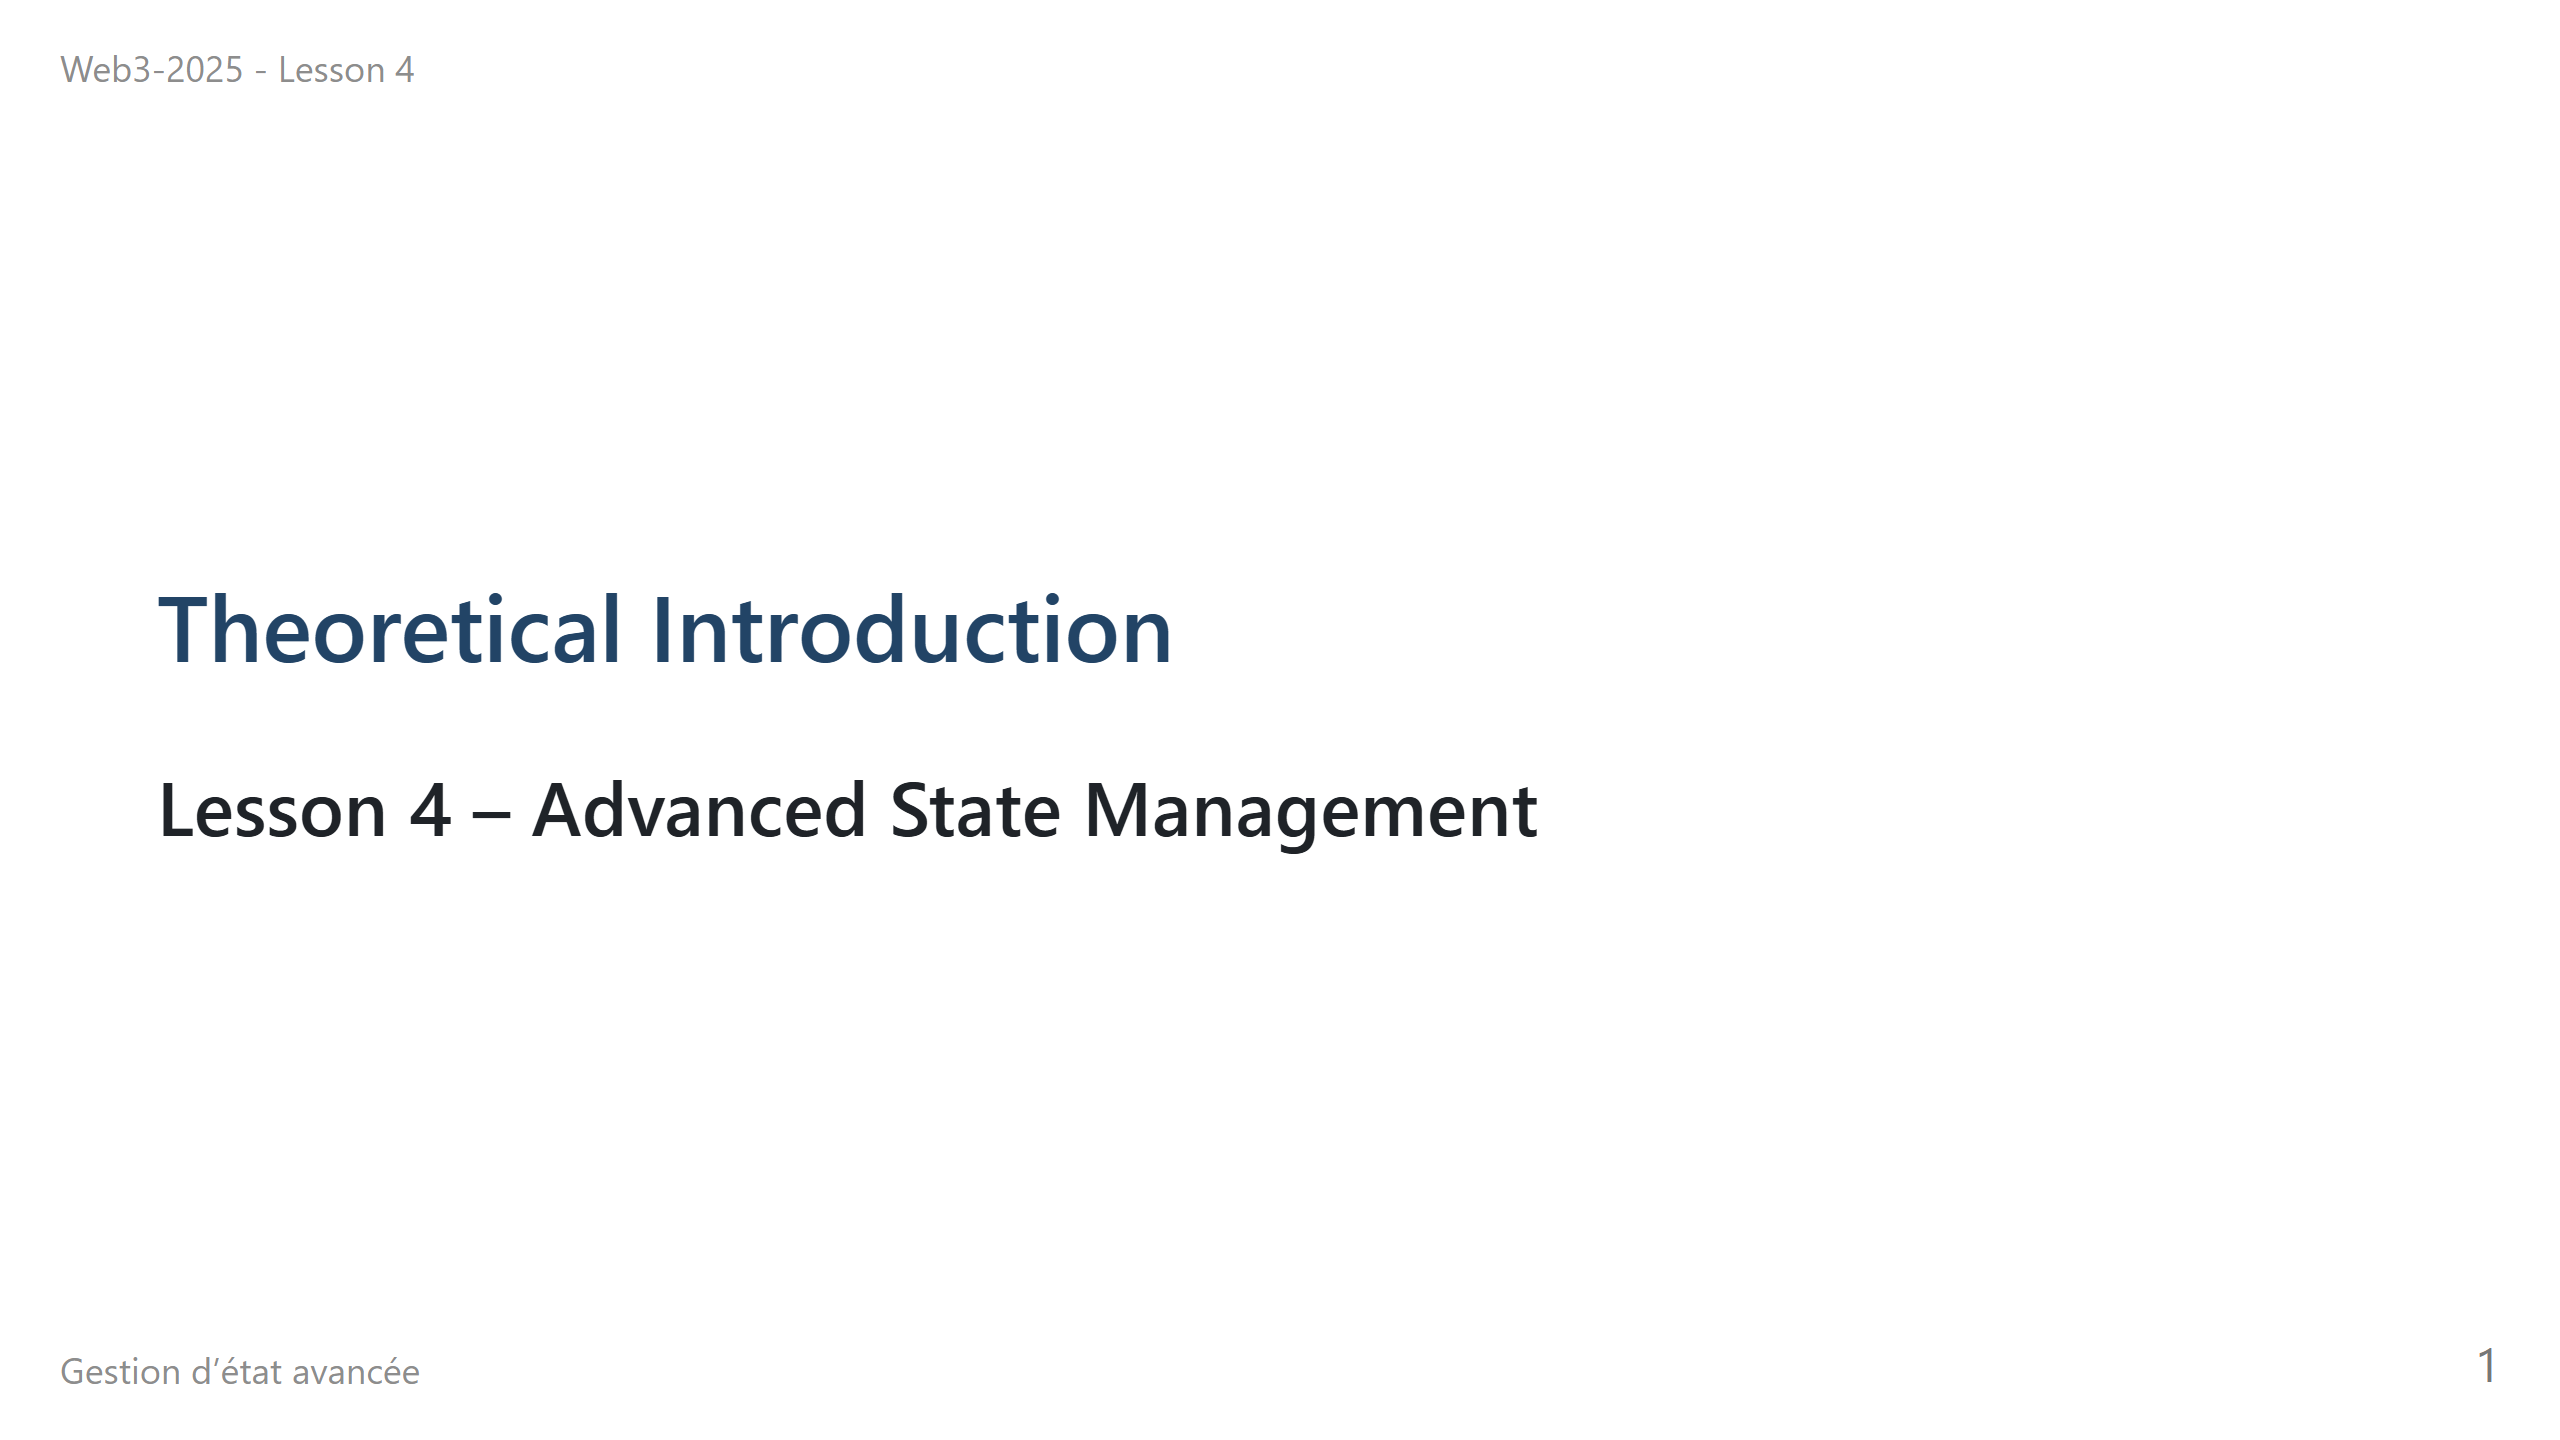 Web3-2025 - Lesson 4
Theoretical Introduction
Lesson 4 – Advanced State Management
Gestion d’état avancée
1